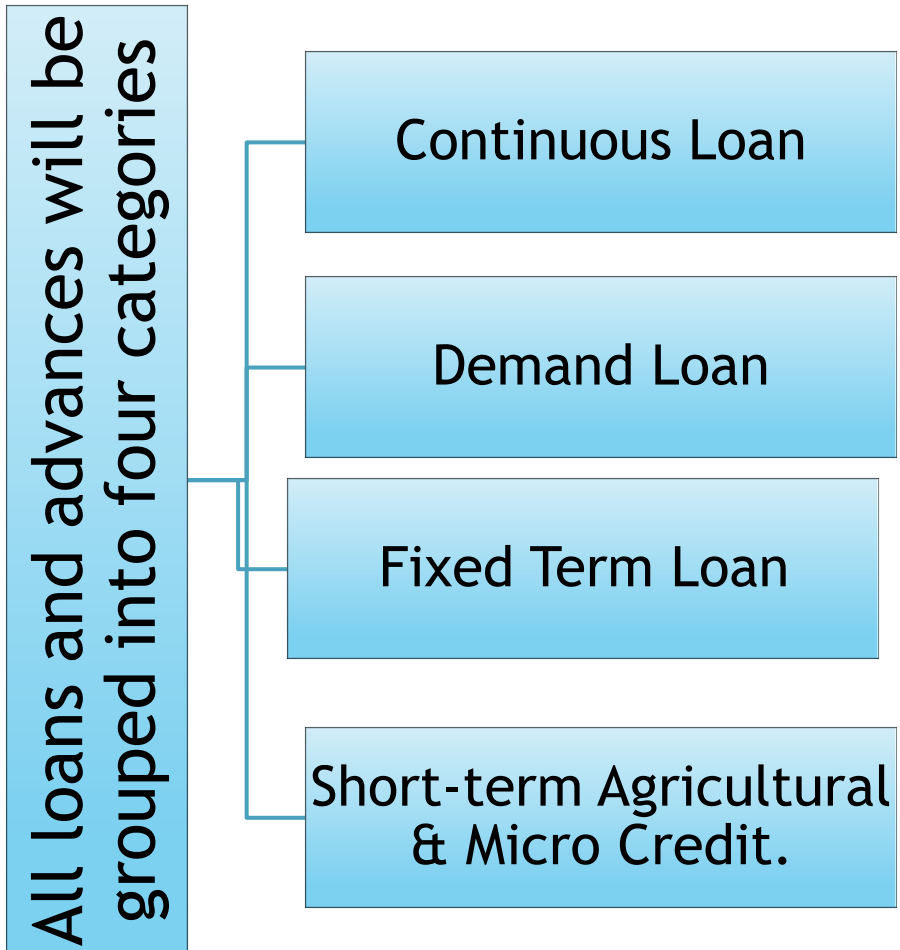 All loans and advances will be
grouped into four categories
Continuous Loan
Demand Loan
Fixed Term Loan
Short-term Agricultural
& Micro Credit.